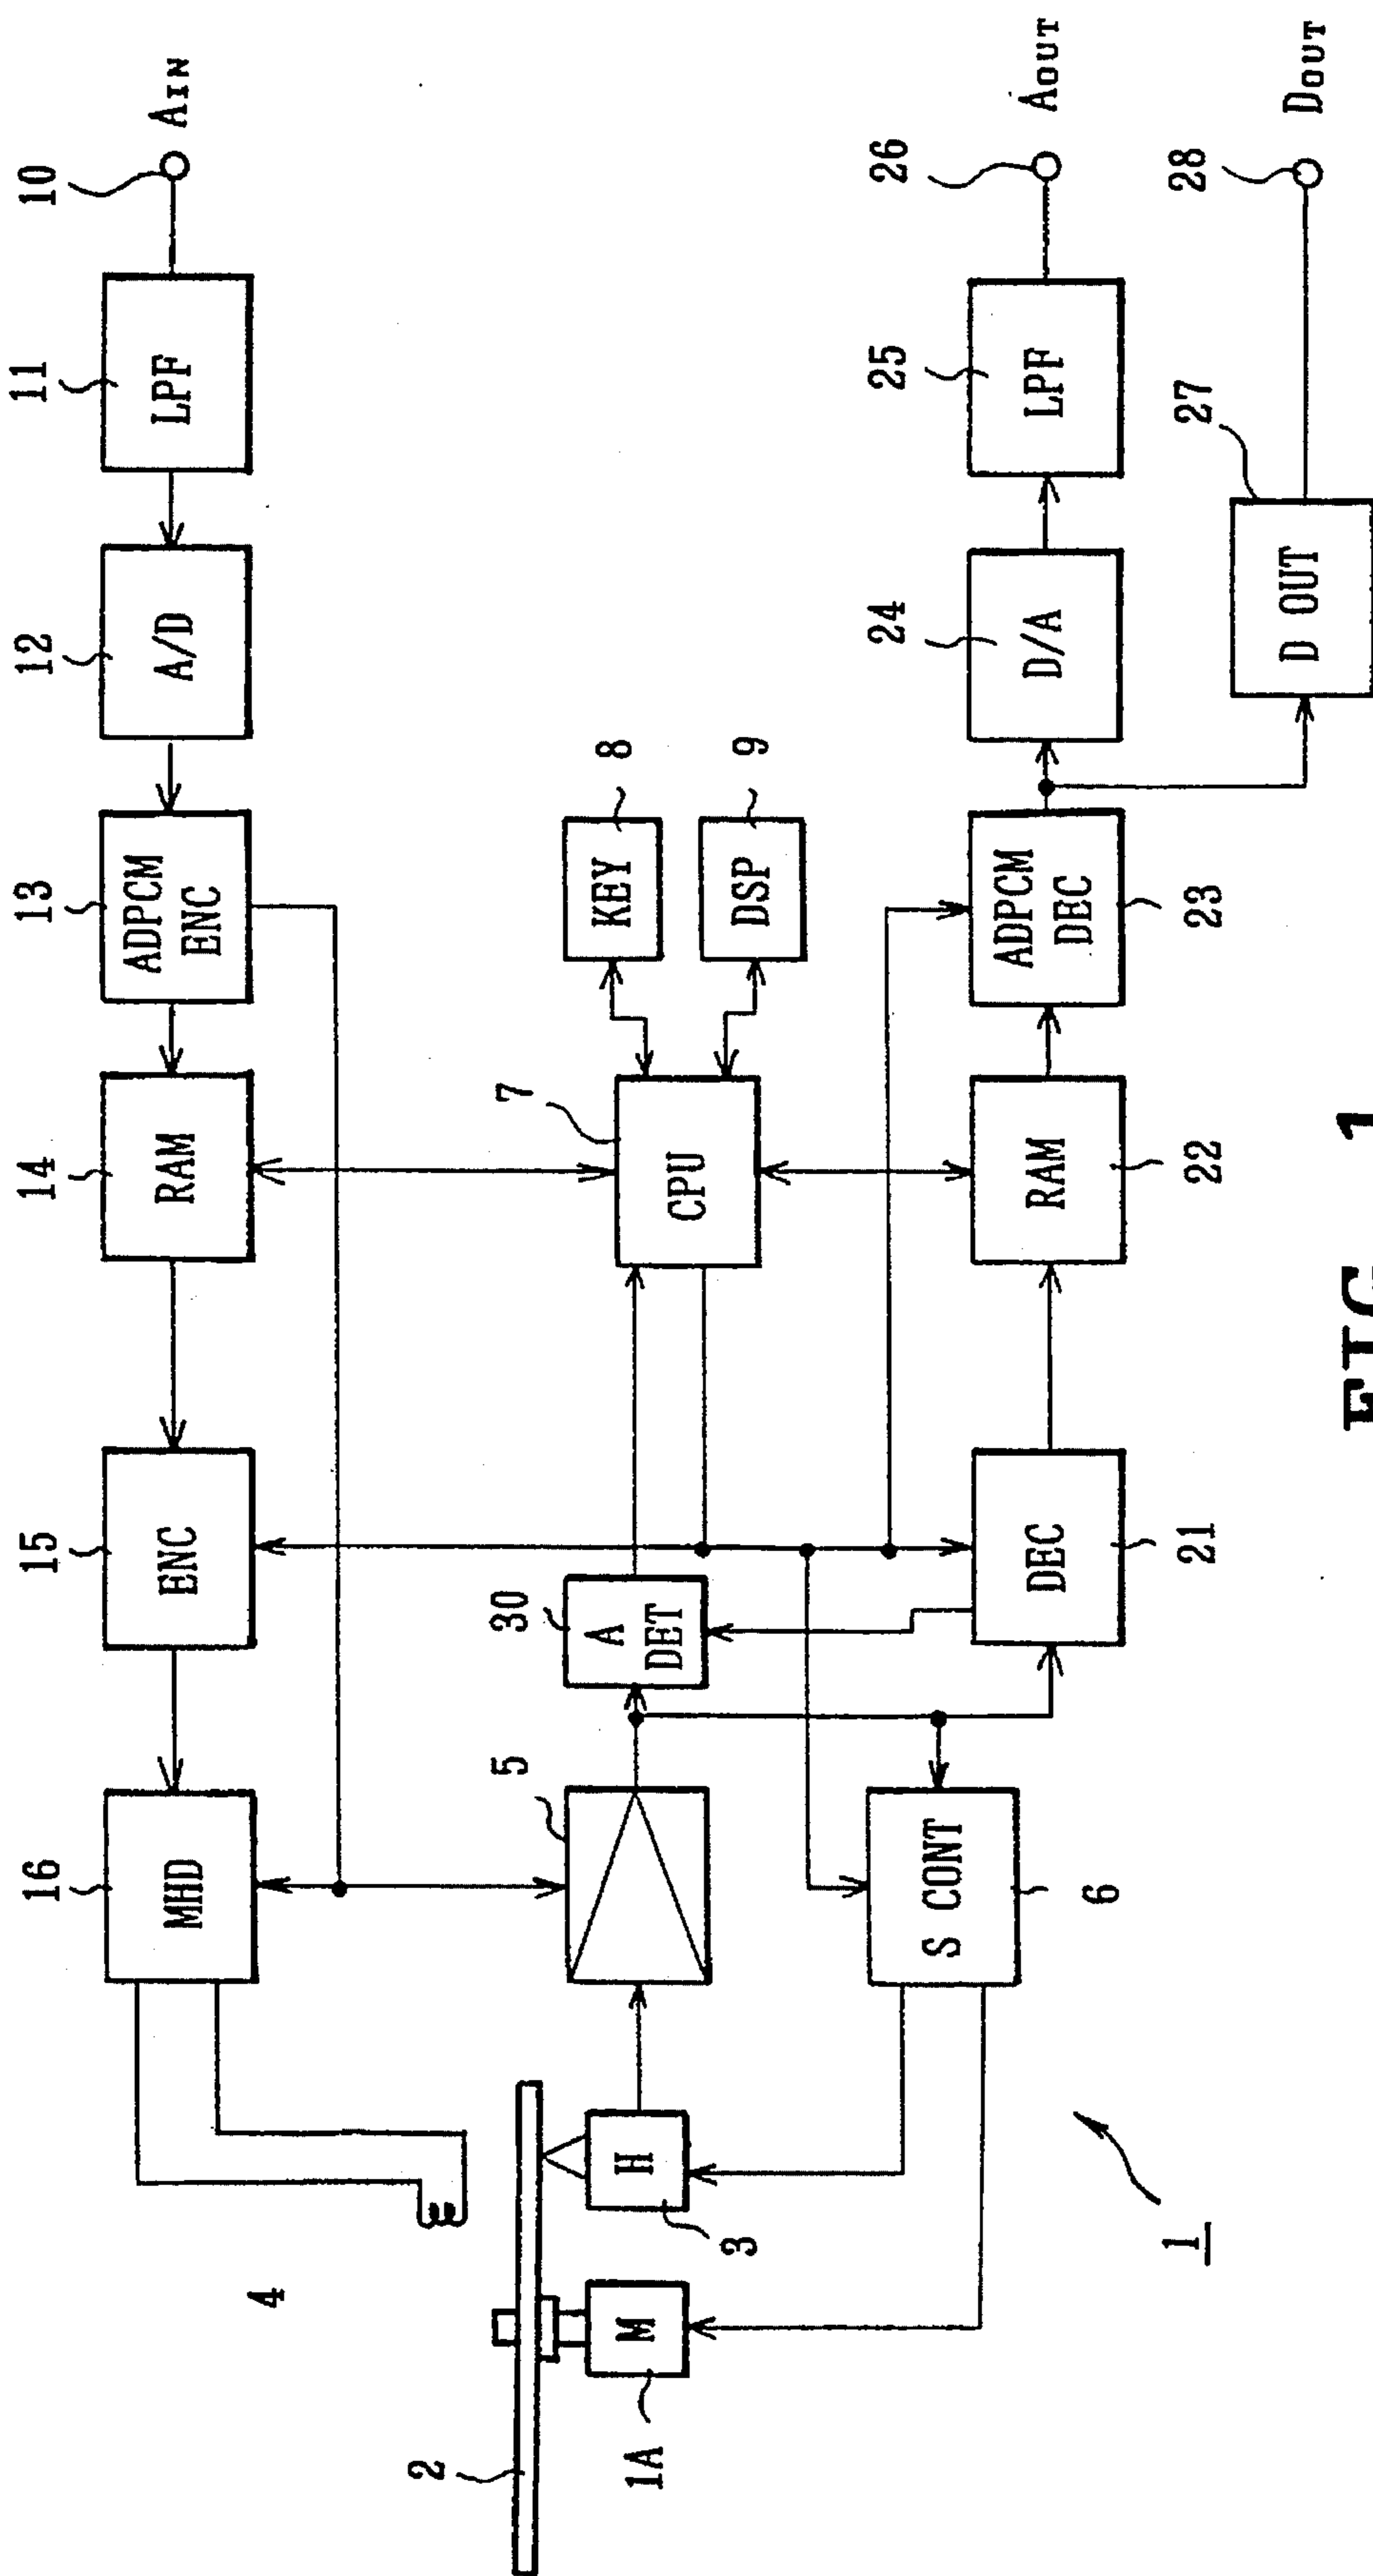 10
AIN
11
LPF
12
A/D
13
ADPCM
ENC
14
RAM
15
ENC
16
MHD
4
8
KEY
9
DSP
7
CPU
30
A
DET
5
2
3
H
1A
M
26
AOUT
25
LPF
24
D/A
28
DOUT
27
D OUT
23
ADPCM
DEC
22
RAM
21
DEC
6
S CONT
1
FIG. 1